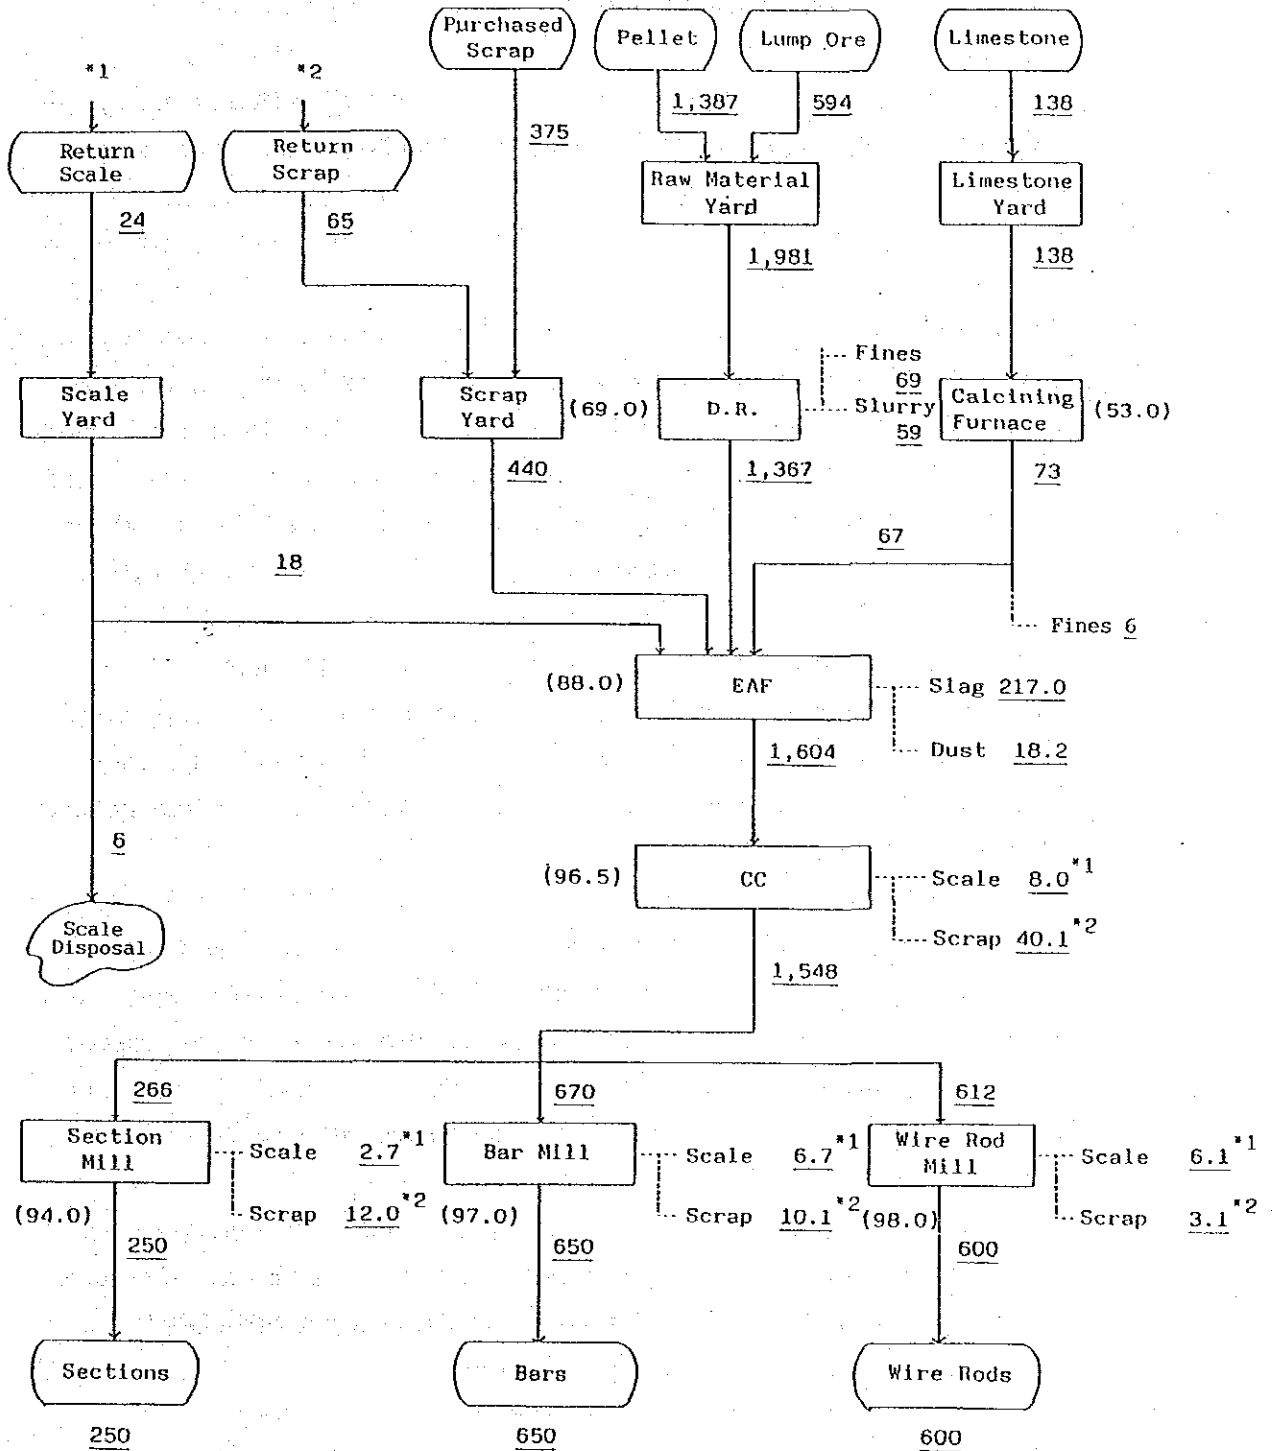 Purchased
Scrap
Pellet
Lump Ore
Limestone
*1
*2
1,387
594
138
375
Return
Scale
Return
Scrap
Raw Material
Yard
Limestone
Yard
24
65
1,981
138
Fines
69
Scale
Yard
Scrap
Yard
(69.0)
D.R.
Slurry
59
Calcining
Furnace
(53.0)
440
1,367
73
67
18
Fines 6
(88.0)
EAF
Slag 217.0
1,604
Dust 18.2
6
(96.5)
CC
Scale 8.0*1
Scale
Disposal
Scrap 40.1*2
1,548
266
670
612
Section
Mill
Scale 2.7*1
Bar Mill
Scale 6.7*1
Wire Rod
Mill
Scale 6.1*1
(94.0)
Scrap 12.0*2
(97.0)
Scrap 10.1*2
(98.0)
Scrap 3.1*2
250
650
600
Sections
Bars
Wire Rods
250
650
600